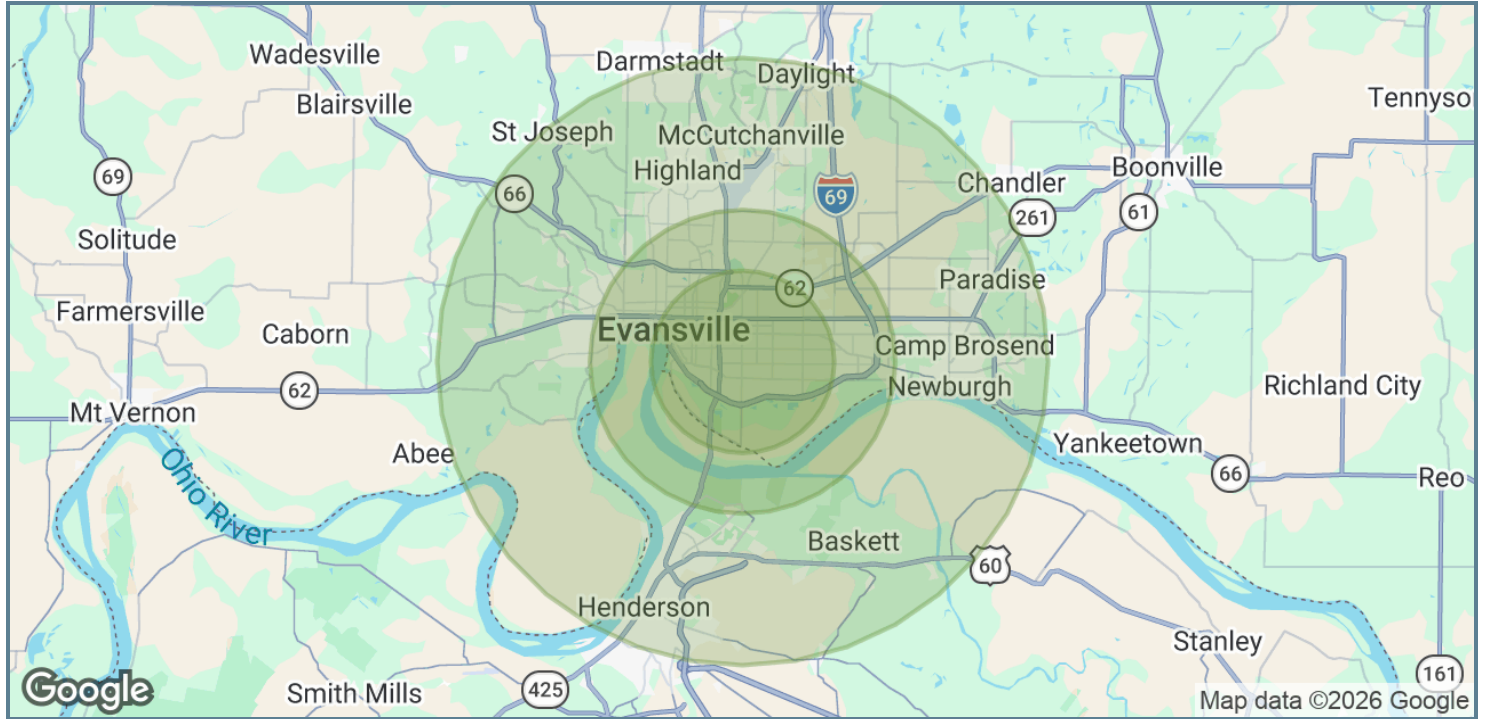 Wadesville
Darmstadt
Daylight
Blairsville
Tennyso
St Joseph
McCutchanville
Highland
Boonville
69
66
69
Chandler
261
61
Solitude
Paradise
62
Farmersville
Evansville
Caborn
Camp Brosend
62
Newburgh
Richland City
Mt Vernon
Abee
Yankeetown
66
Reo
Ohio River
Baskett
60
Henderson
Stanley
161
Google
Smith Mills
425
Map data ©2026 Google